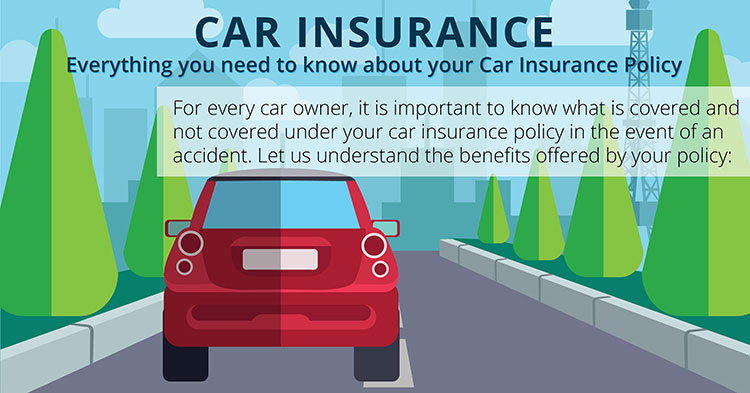 CAR INSURANCE
Everything you need to know about your Car Insurance Policy
For every car owner, it is important to know what is covered and
not covered under your car insurance policy in the event of an
accident. Let us understand the benefits offered by your policy: